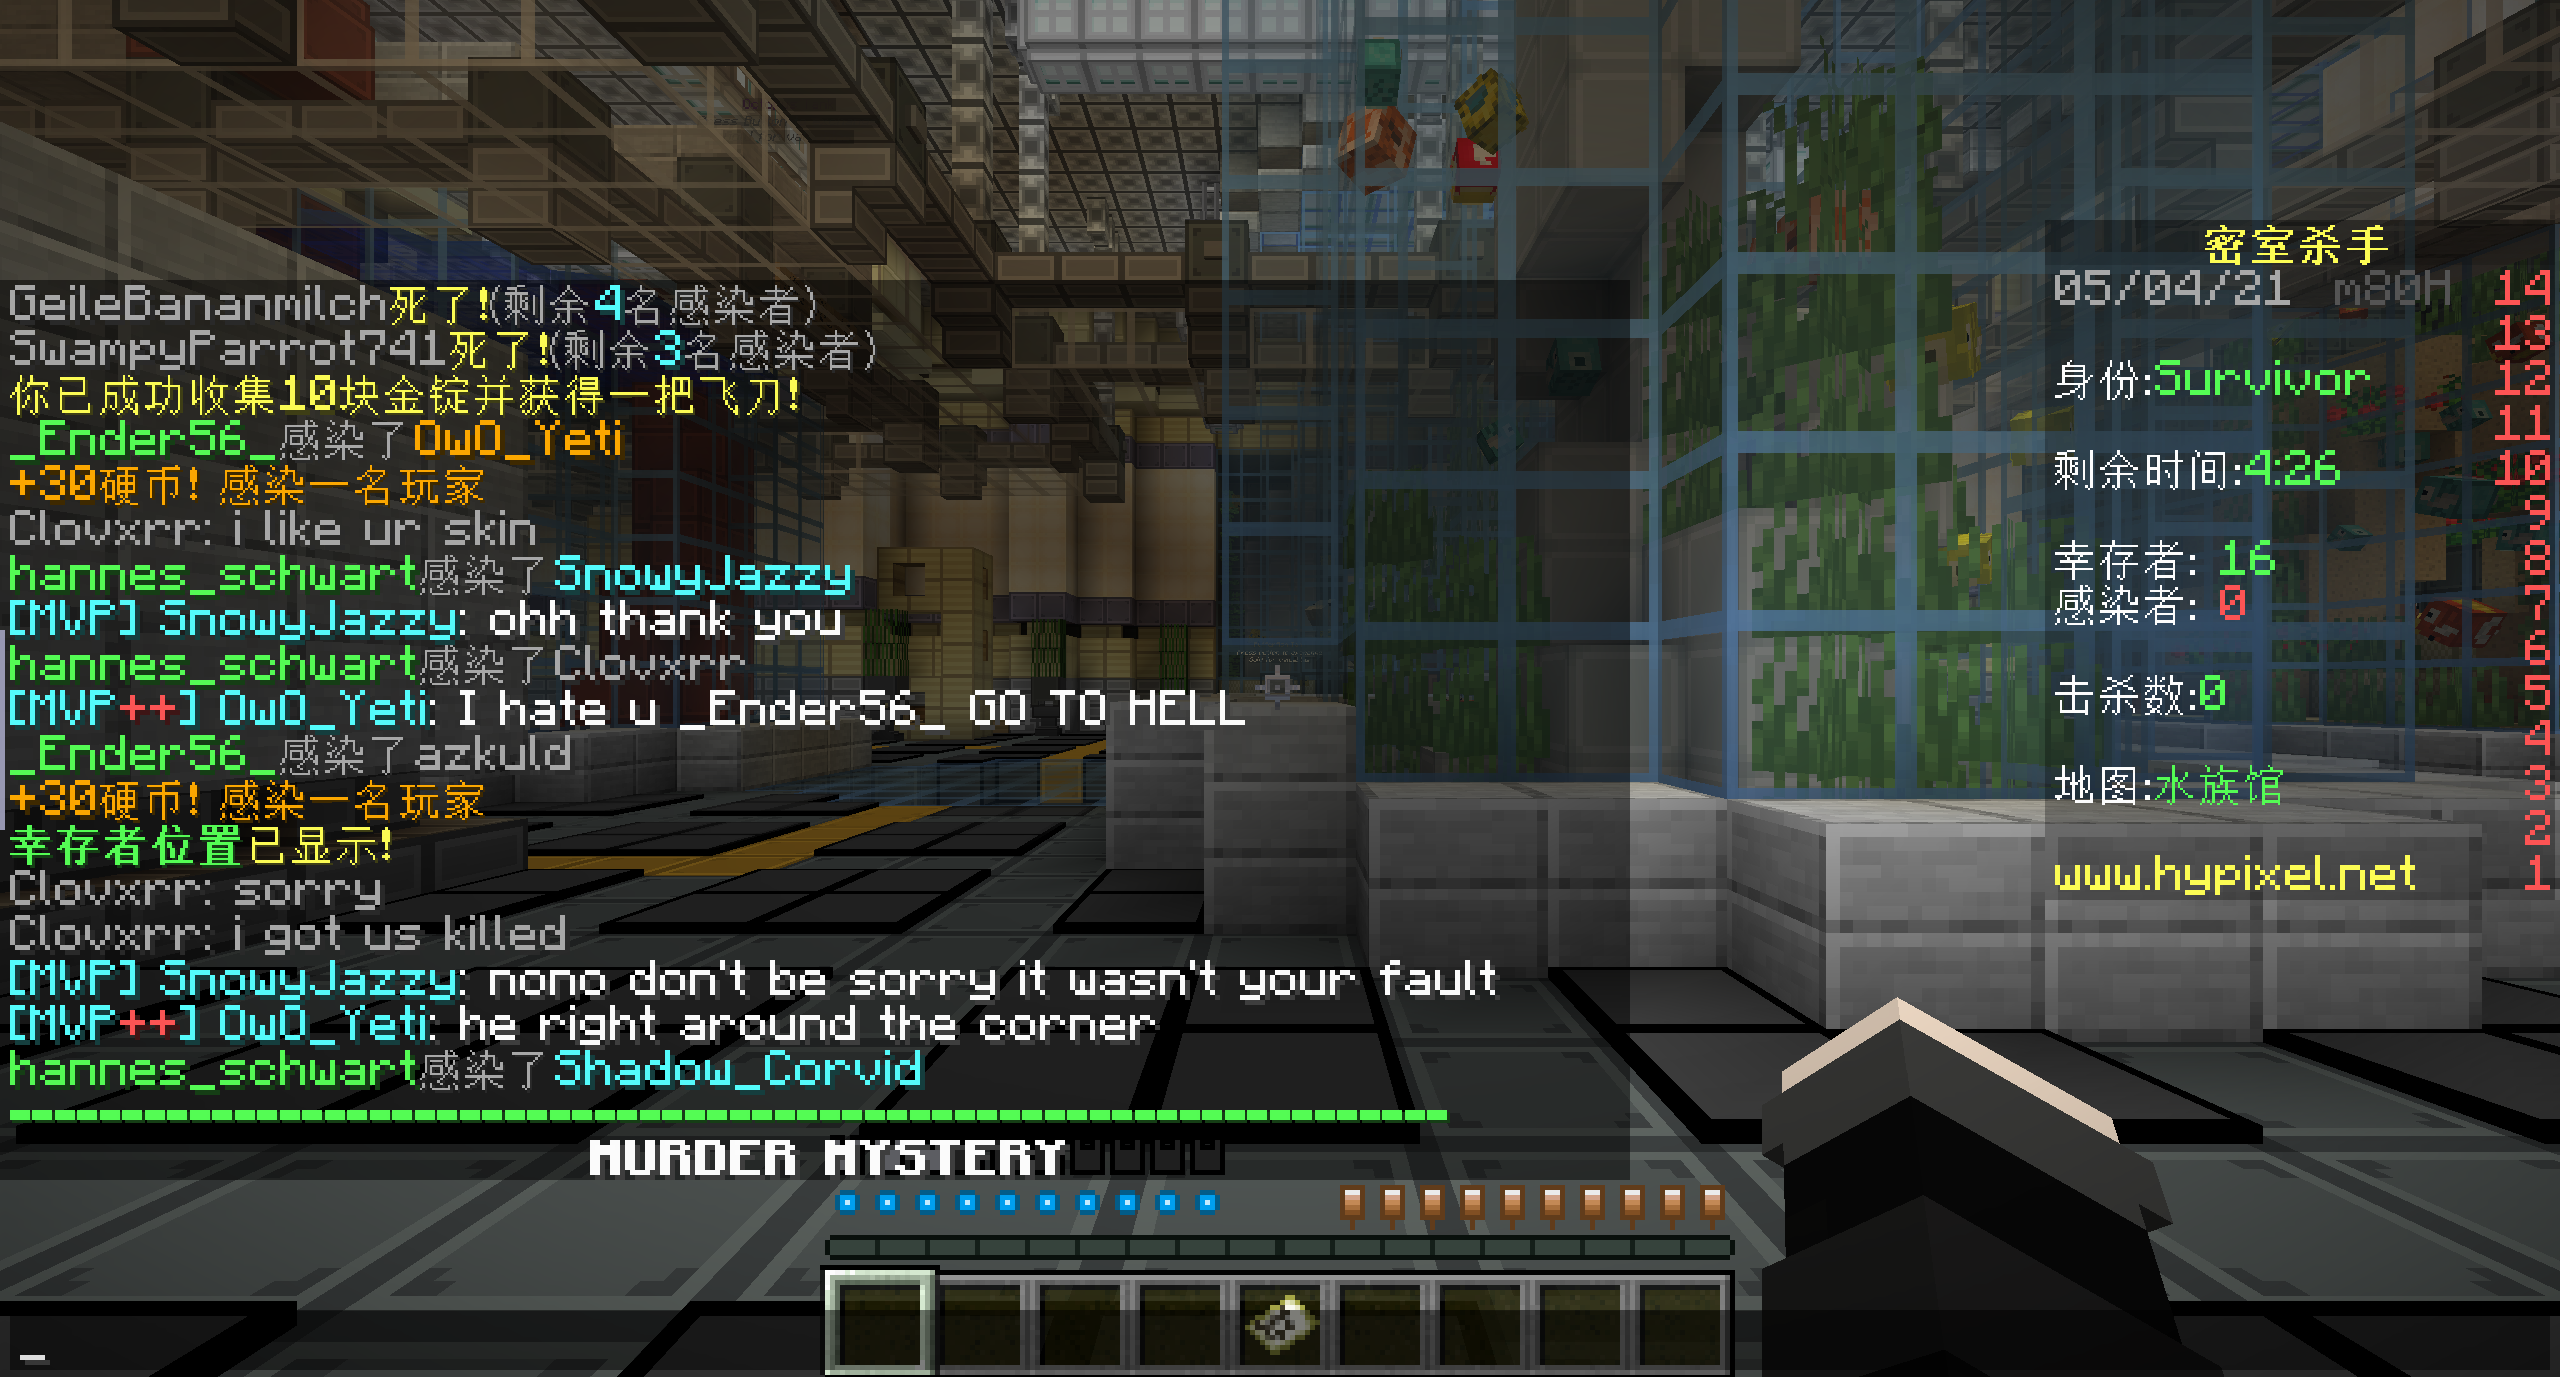 GeileBananmilch死了!(剩余4名感染者)
SwampyParrot741死了!(剩余3名感染者)
你已成功收集10块金锭并获得一把飞刀!
_Ender56_感染了OwO_Yeti
+30硬币! 感染一名玩家
Clovxrr: i like ur skin
hannes_schwart感染了SnowyJazzy
[MVP] SnowyJazzy: ohh thank you
hannes_schwart感染了Clovxrr
[MVP++] OwO_Yeti: I hate u _Ender56_ GO TO HELL
_Ender56_感染了azkuld
+30硬币! 感染一名玩家
幸存者位置已显示!
Clovxrr: sorry
Clovxrr: i got us killed
[MVP] SnowyJazzy: nono don't be sorry it wasn't your fault
[MVP++] OwO_Yeti: he right around the corner
hannes_schwart感染了Shadow_Corvid
MURDER MYSTERY
密室杀手
05/04/21 m80H 14
13
身份:Survivor 12
11
剩余时间:4:26 10
9
幸存者: 16 8
感染者: 0 7
6
击杀数:0 5
4
地图:水族馆 3
2
www.hypixel.net 1